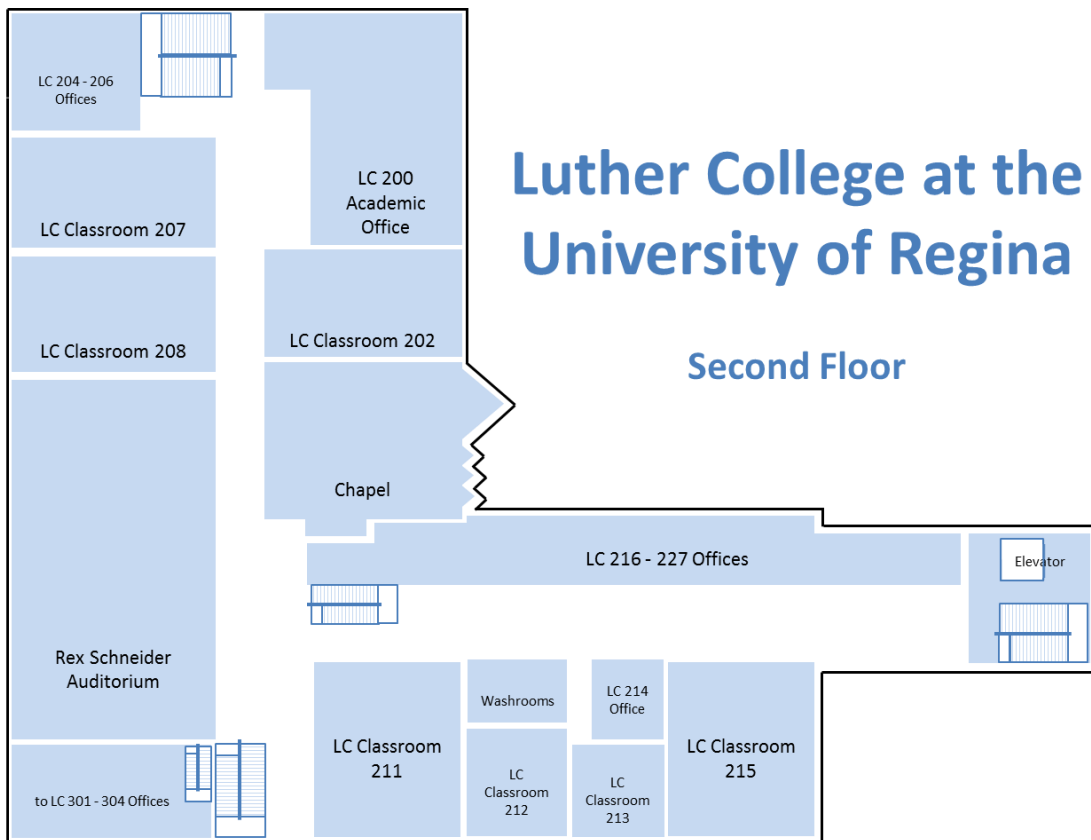 LC 204 - 206
Offices
LC 200
Academic
Office
LC Classroom 207
Luther College at the
University of Regina
Second Floor
LC Classroom 208
LC Classroom 202
Chapel
LC 216 - 227 Offices
Elevator
Rex Schneider
Auditorium
Washrooms
LC 214
Office
LC Classroom
211
LC
Classroom
212
LC
Classroom
213
LC Classroom
215
to LC 301 - 304 Offices